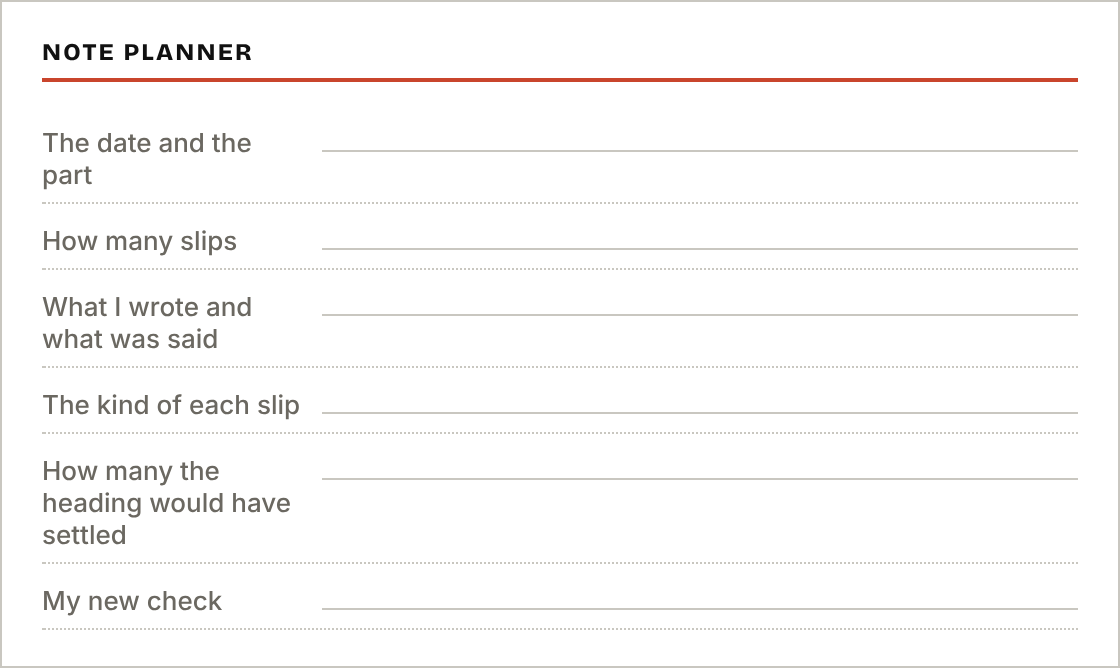 NOTE PLANNER
The date and the
part
How many slips
What I wrote and
what was said
The kind of each slip
How many the
heading would have
settled
My new check